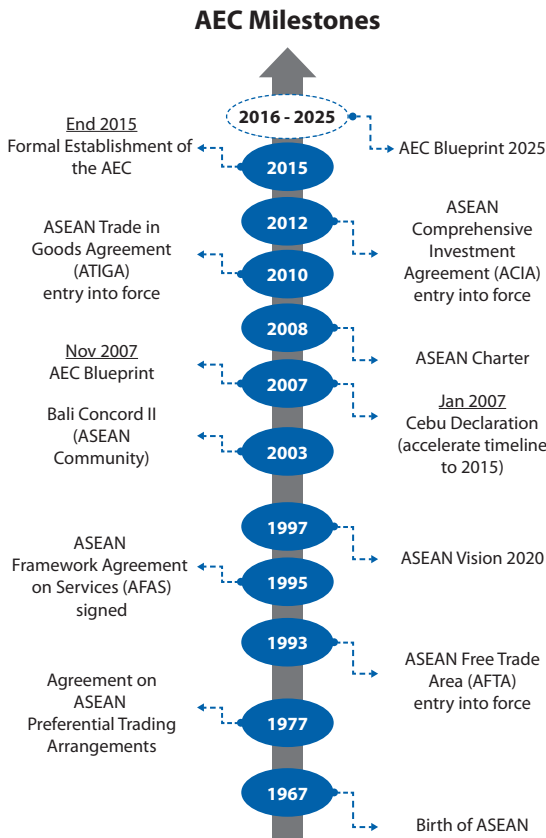 AEC Milestones
2016 - 2025
AEC Blueprint 2025
End 2015
Formal Establishment of
the AEC
2015
2012
ASEAN
Comprehensive
Investment
Agreement (ACIA)
entry into force
ASEAN Trade in
Goods Agreement
(ATIGA)
entry into force
2010
2008
ASEAN Charter
Nov 2007
AEC Blueprint
2007
Jan 2007
Cebu Declaration
(accelerate timeline
to 2015)
Bali Concord II
(ASEAN
Community)
2003
1997
ASEAN Vision 2020
ASEAN
Framework Agreement
on Services (AFAS)
signed
1995
1993
ASEAN Free Trade
Area (AFTA)
entry into force
Agreement on
ASEAN
Preferential Trading
Arrangements
1977
1967
Birth of ASEAN